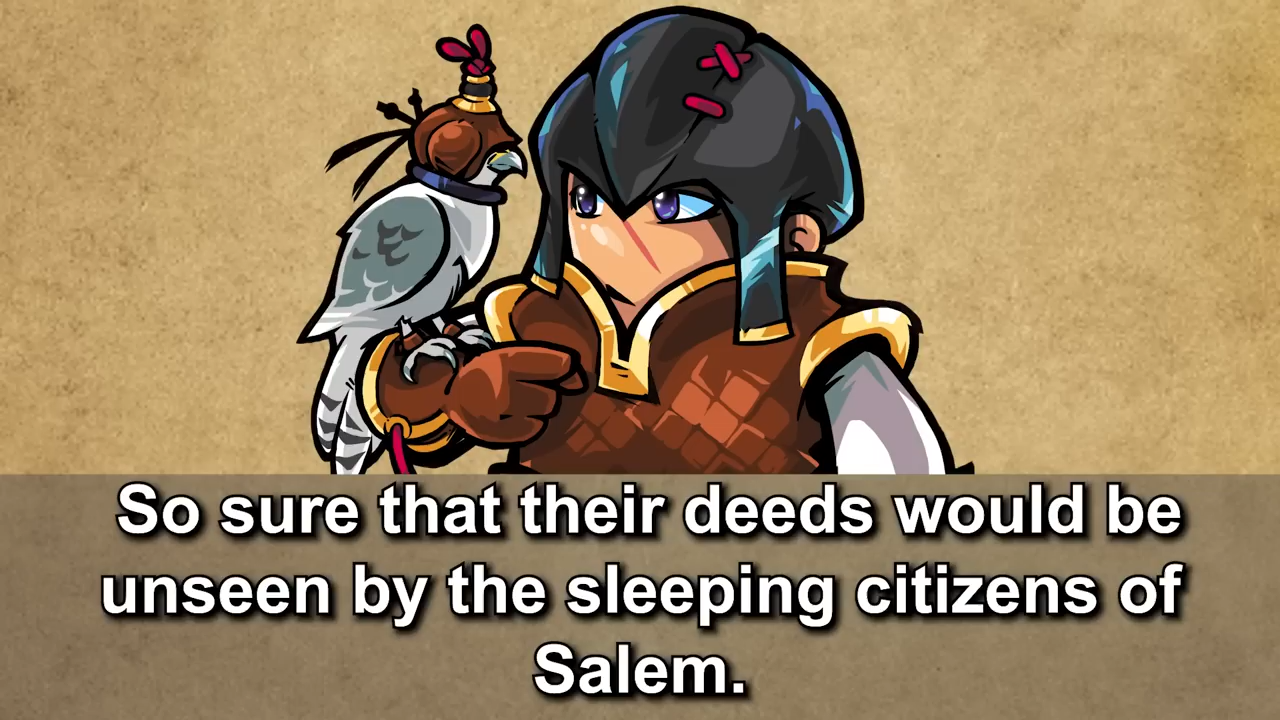 So sure that their deeds would be
unseen by the sleeping citizens of
Salem.